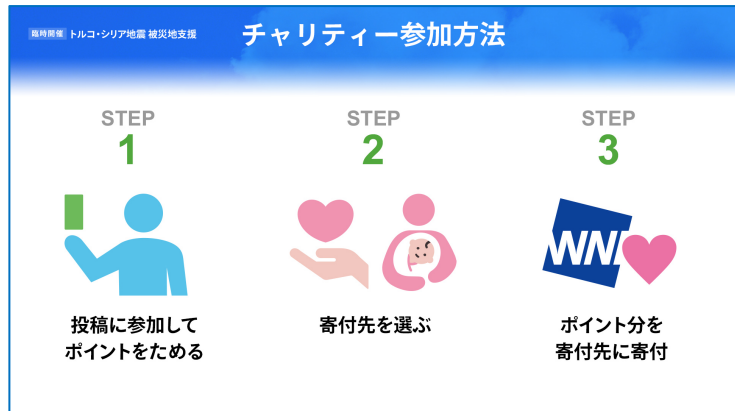 臨時開催 トルコ・シリア地震 被災地支援
チャリティー参加方法
STEP
1
投稿に参加して
ポイントをためる
STEP
2
寄付先を選ぶ
STEP
3
WNI
ポイント分を
寄付先に寄付